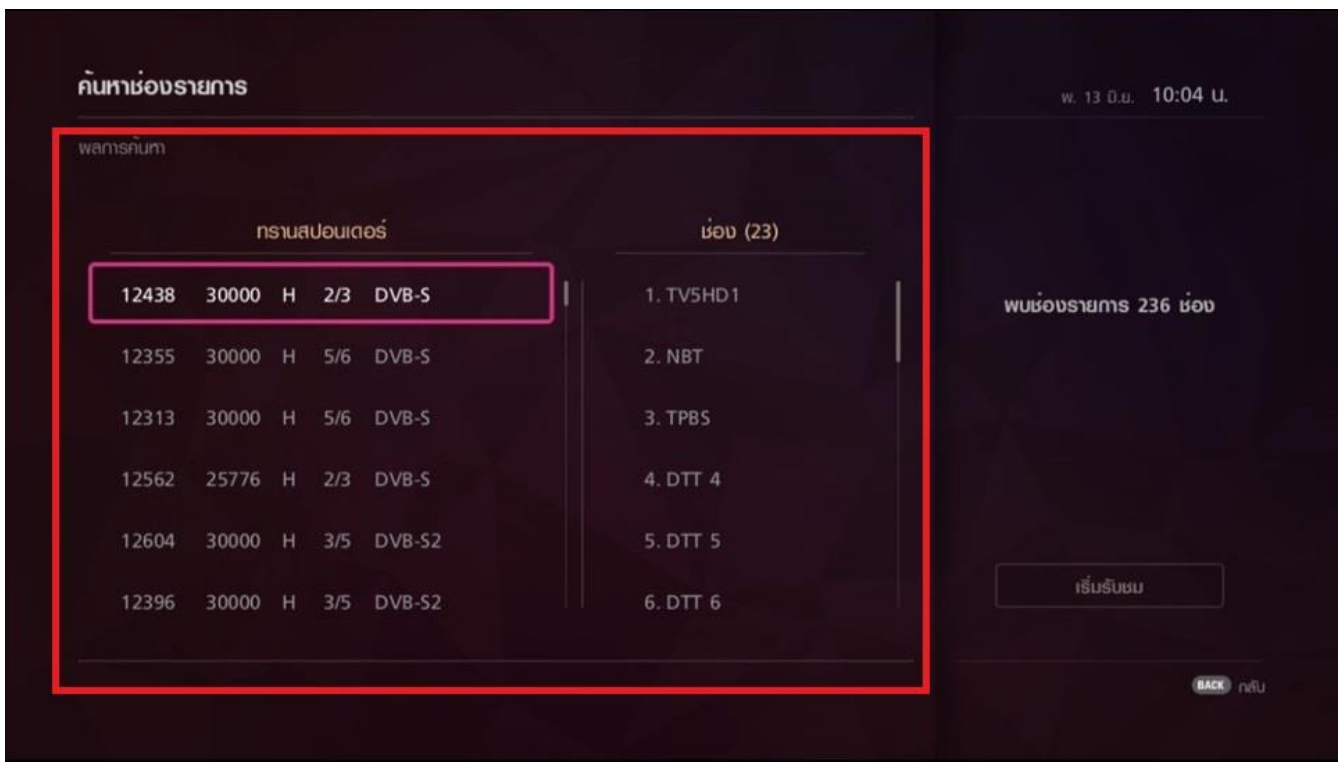 ค้นหาช่องรายการ
พ. 13 มิ.ย. 10:04 น.
ผลการค้นหา
ทรานสปอนเดอร์
ช่อง (23)
12438 30000 H 2/3 DVB-S
1. TV5HD1
12355 30000 H 5/6 DVB-S
2. NBT
12313 30000 H 5/6 DVB-S
3. TPBS
12562 25776 H 2/3 DVB-S
4. DTT 4
12604 30000 H 3/5 DVB-S2
5. DTT 5
12396 30000 H 3/5 DVB-S2
6. DTT 6
พบช่องรายการ 236 ช่อง
เริ่มรับชม
BACK กลับ